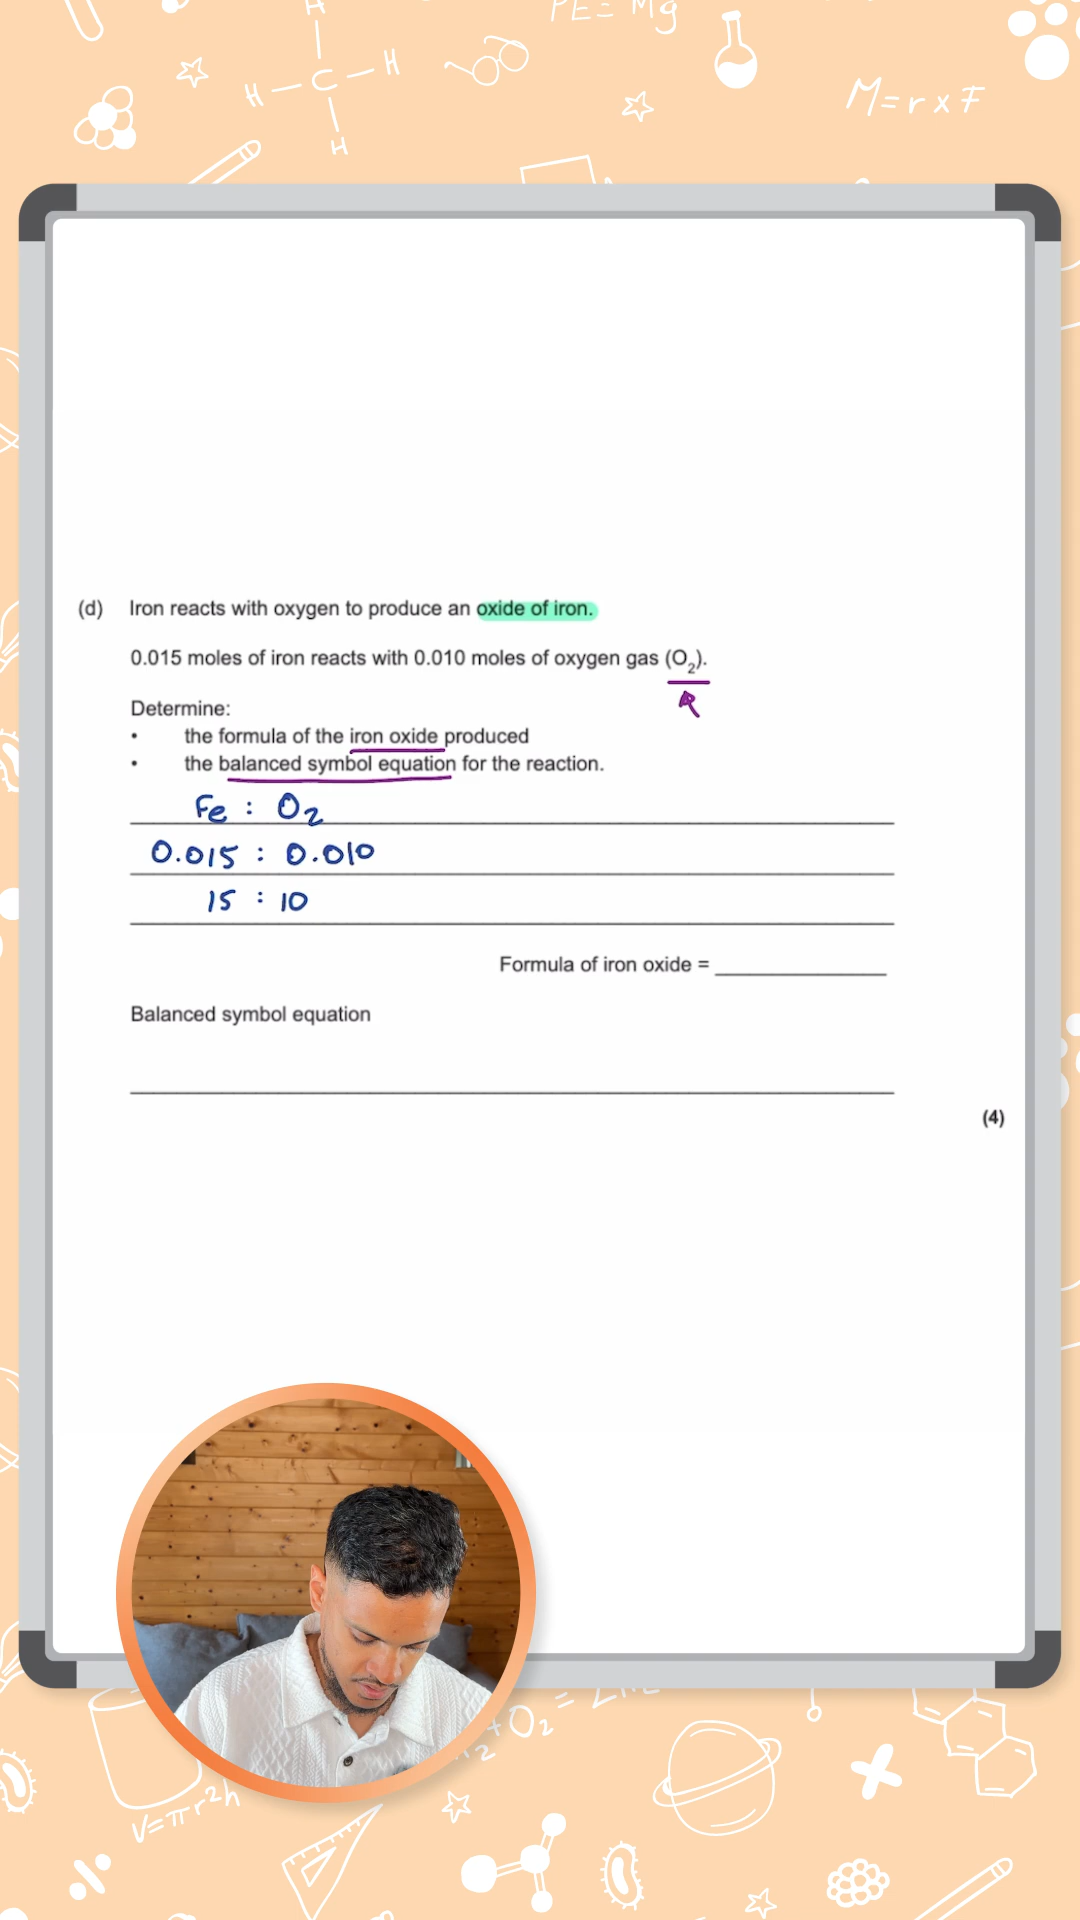 PE= Mg
H
H — C — H
H
M=rxF
(d) Iron reacts with oxygen to produce an oxide of iron.
0.015 moles of iron reacts with 0.010 moles of oxygen gas (O₂).
Determine:
• the formula of the iron oxide produced
• the balanced symbol equation for the reaction.
Fe : O₂
0.015 : 0.010
15 : 10
Formula of iron oxide = ____________
Balanced symbol equation
(4)
+O₂ =
V=πr²h